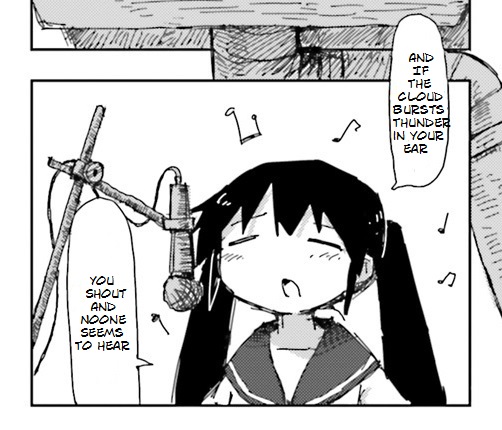 AND
IF
THE
CLOUD
BURSTS
THUNDER
IN YOUR
EAR
YOU
SHOUT
AND
NOONE
SEEMS
TO HEAR